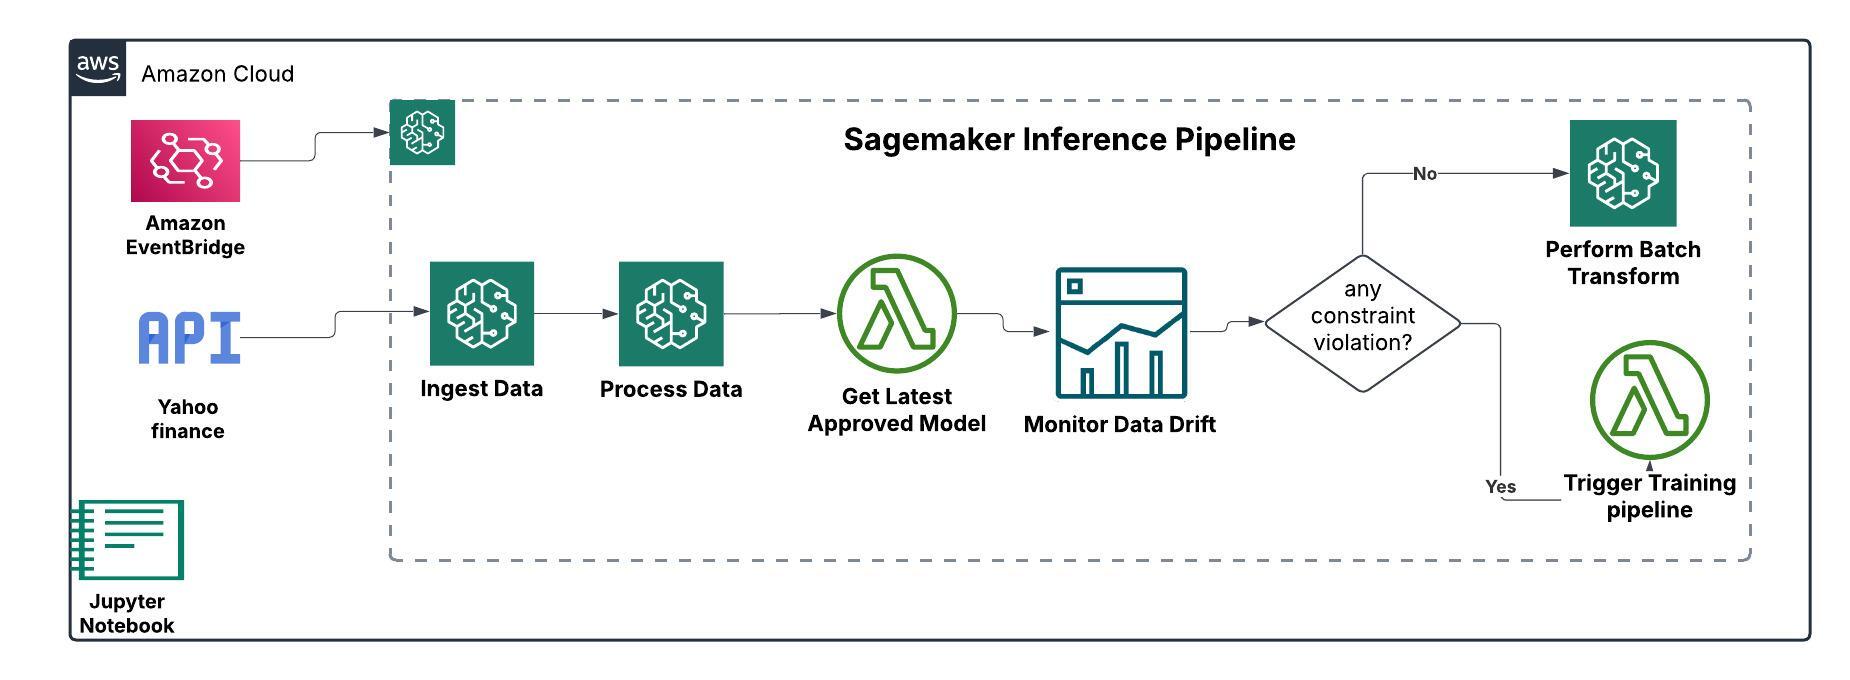 aws
Amazon Cloud
Sagemaker Inference Pipeline
Amazon
EventBridge
API
Yahoo
finance
Jupyter
Notebook
Ingest Data
Process Data
Get Latest
Approved Model
Monitor Data Drift
any
constraint
violation?
No
Perform Batch
Transform
Yes
Trigger Training
pipeline